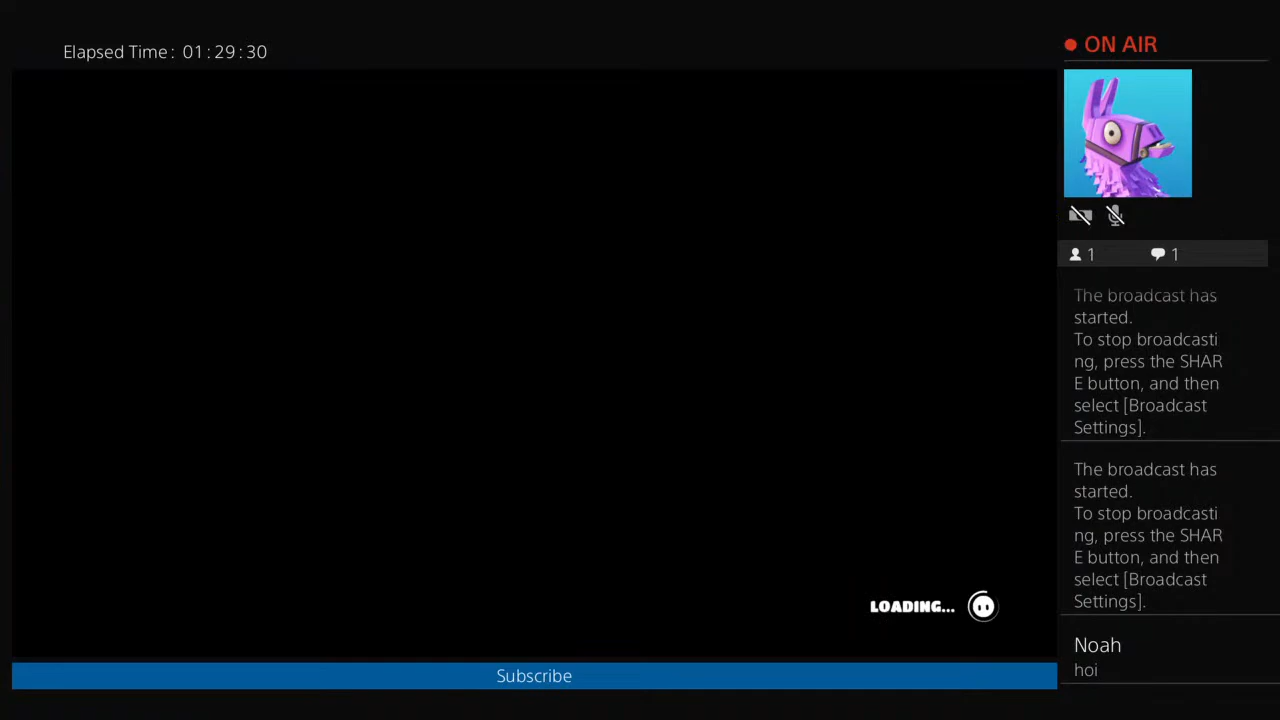 Elapsed Time: 01:29:30
ON AIR
1 1
The broadcast has
started.
To stop broadcasti
ng, press the SHAR
E button, and then
select [Broadcast
Settings].
The broadcast has
started.
To stop broadcasti
ng, press the SHAR
E button, and then
select [Broadcast
Settings].
LOADING...
Noah
hoi
Subscribe